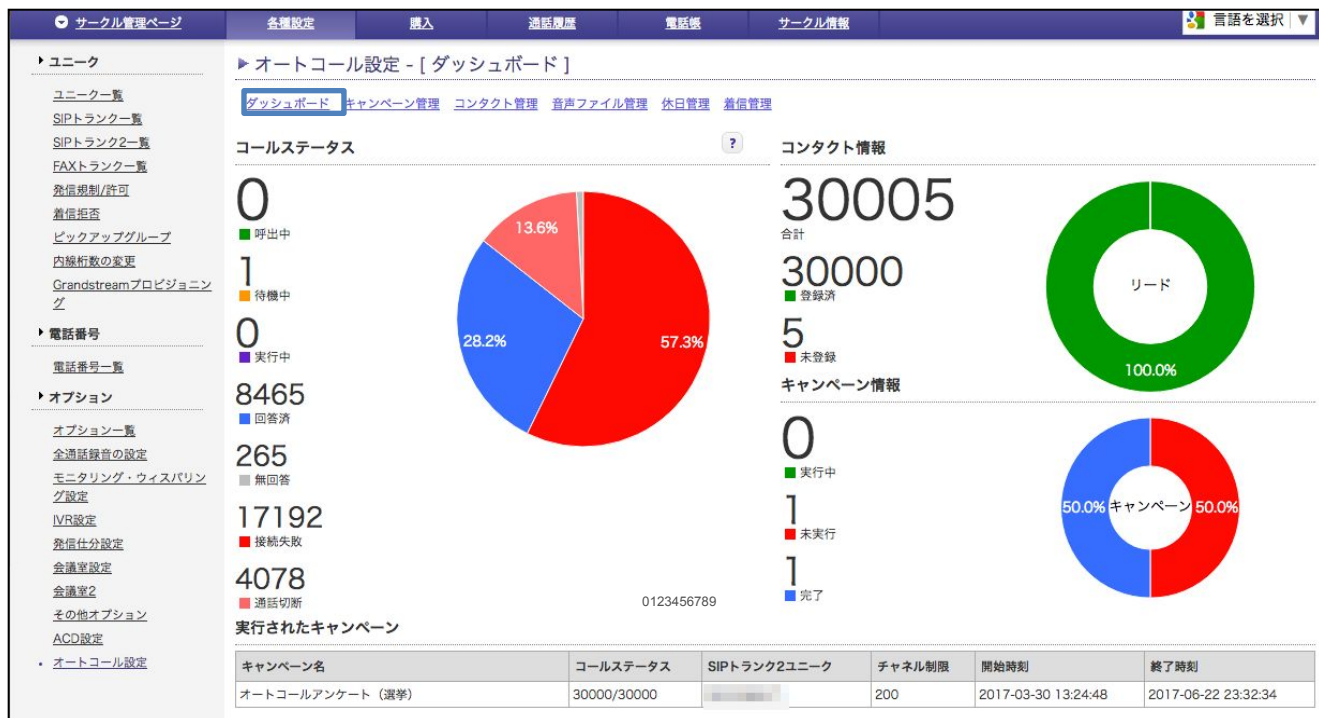 サークル管理ページ
各種設定
購入
通話履歴
電話帳
サークル情報
言語を選択
ユニーク
ユニーク一覧
SIPトランク一覧
SIPトランク2一覧
FAXトランク一覧
発信規制/許可
着信拒否
ピックアップグループ
内線桁数の変更
Grandstreamプロビジョニン
グ
電話番号
電話番号一覧
オプション
オプション一覧
全通話録音の設定
モニタリング・ウィスパリン
グ設定
IVR設定
発信仕分設定
会議室設定
会議室2
その他オプション
ACD設定
オートコール設定
オートコール設定 - [ ダッシュボード ]
ダッシュボード キャンペーン管理 コンタクト管理 音声ファイル管理 休日管理 着信管理
コールステータス
?
0
呼出中
1
待機中
0
実行中
8465
回答済
265
無回答
17192
接続失敗
4078
通話切断
13.6%
28.2%
57.3%
0123456789
コンタクト情報
30005
合計
30000
登録済
5
未登録
リード
100.0%
キャンペーン情報
0
実行中
1
未実行
1
完了
50.0% キャンペーン 50.0%
実行されたキャンペーン
キャンペーン名 コールステータス SIPトランク2ユニーク チャネル制限 開始時刻 終了時刻
オートコールアンケート（選挙） 30000/30000 200 2017-03-30 13:24:48 2017-06-22 23:32:34